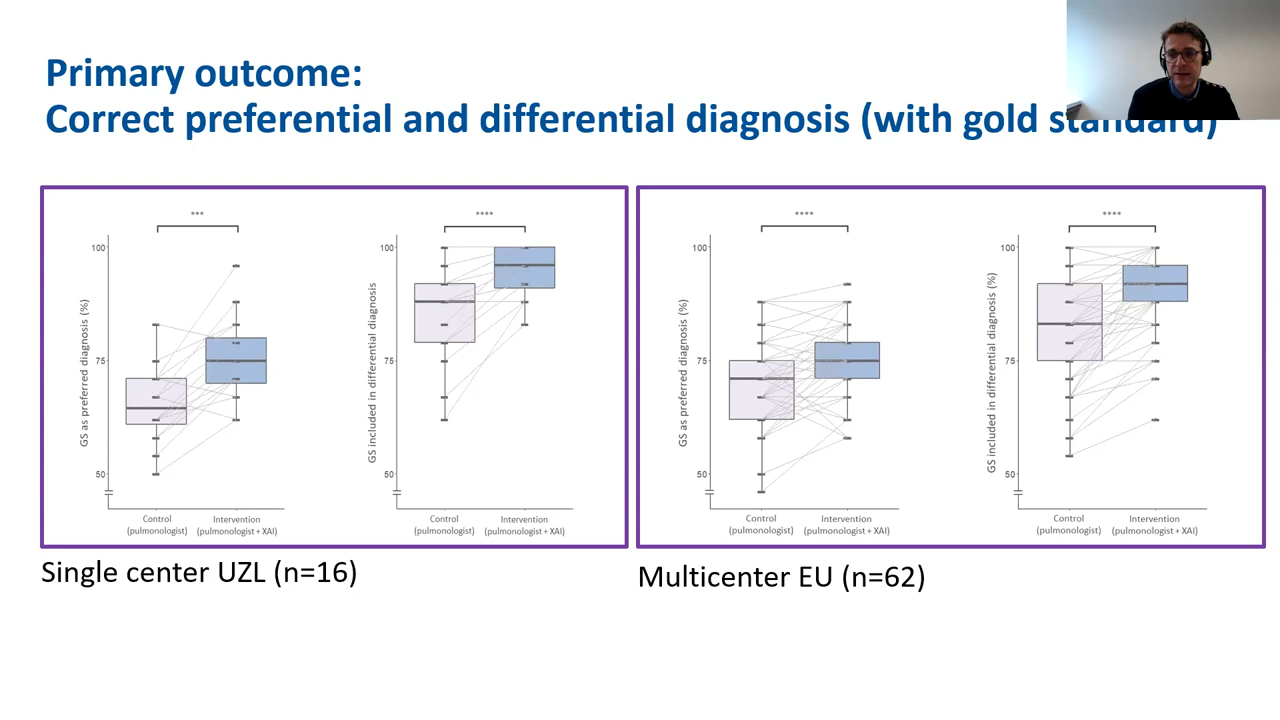 Primary outcome:
Correct preferential and differential diagnosis (with gold standard)
***
100
75
50
GS as preferred diagnosis (%)
Control
(pulmonologist)
Intervention
(pulmonologist + XAI)
****
100
75
50
GS included in differential diagnosis
Control
(pulmonologist)
Intervention
(pulmonologist + XAI)
****
100
75
50
GS as preferred diagnosis (%)
Control
(pulmonologist)
Intervention
(pulmonologist + XAI)
****
100
75
50
GS included in differential diagnosis (%)
Control
(pulmonologist)
Intervention
(pulmonologist + XAI)
Single center UZL (n=16)
Multicenter EU (n=62)